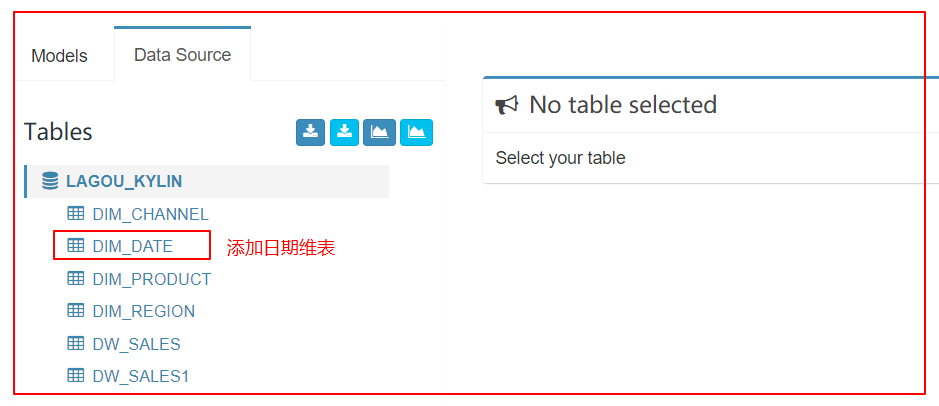 Models
Data Source
No table selected
Tables
Select your table
LAGOU_KYLIN
DIM_CHANNEL
DIM_DATE
添加日期维表
DIM_PRODUCT
DIM_REGION
DW_SALES
DW_SALES1